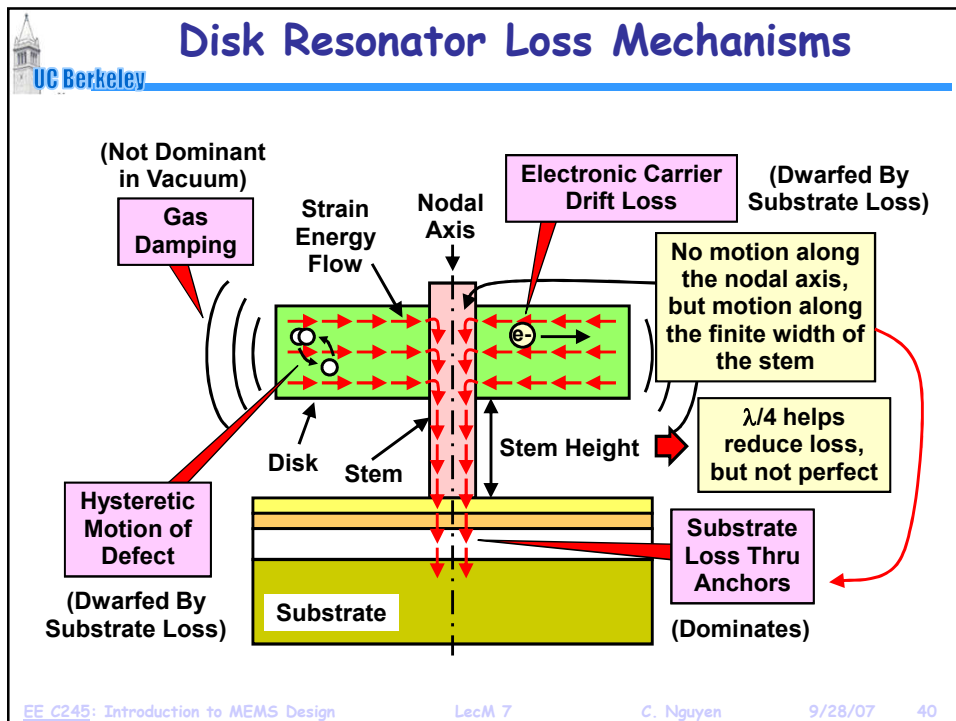 Disk Resonator Loss Mechanisms
UC Berkeley
(Not Dominant
in Vacuum)
Gas
Damping
Strain
Energy
Flow
Nodal
Axis
Electronic Carrier
Drift Loss
(Dwarfed By
Substrate Loss)
No motion along
the nodal axis,
but motion along
the finite width of
the stem
e-
Disk
Stem
Stem Height
λ/4 helps
reduce loss,
but not perfect
Hysteretic
Motion of
Defect
(Dwarfed By
Substrate Loss)
Substrate
Substrate
Loss Thru
Anchors
(Dominates)
EE C245: Introduction to MEMS Design LecM 7 C. Nguyen 9/28/07 40